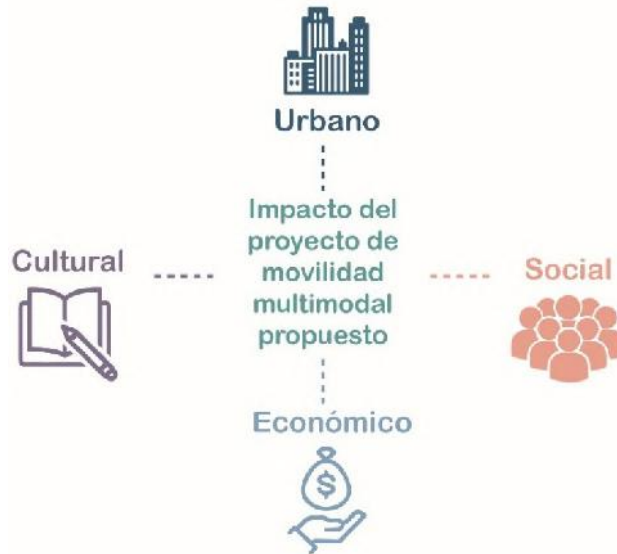 Urbano
Impacto del
proyecto de
movilidad
multimodal
propuesto
Cultural
Social
Económico
$